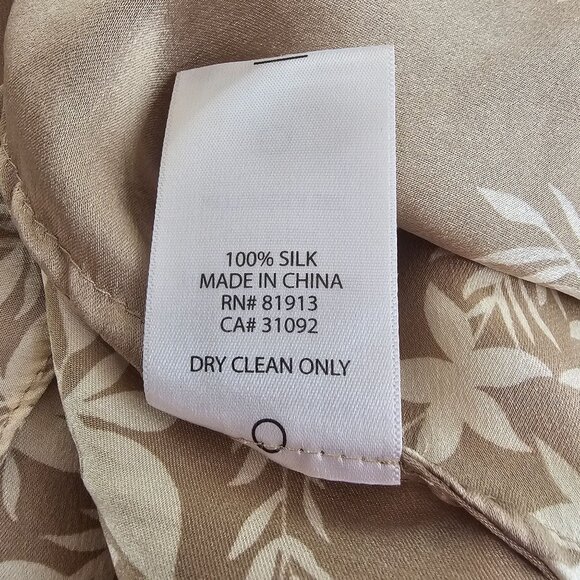 100% SILK
MADE IN CHINA
RN# 81913
CA# 31092
DRY CLEAN ONLY